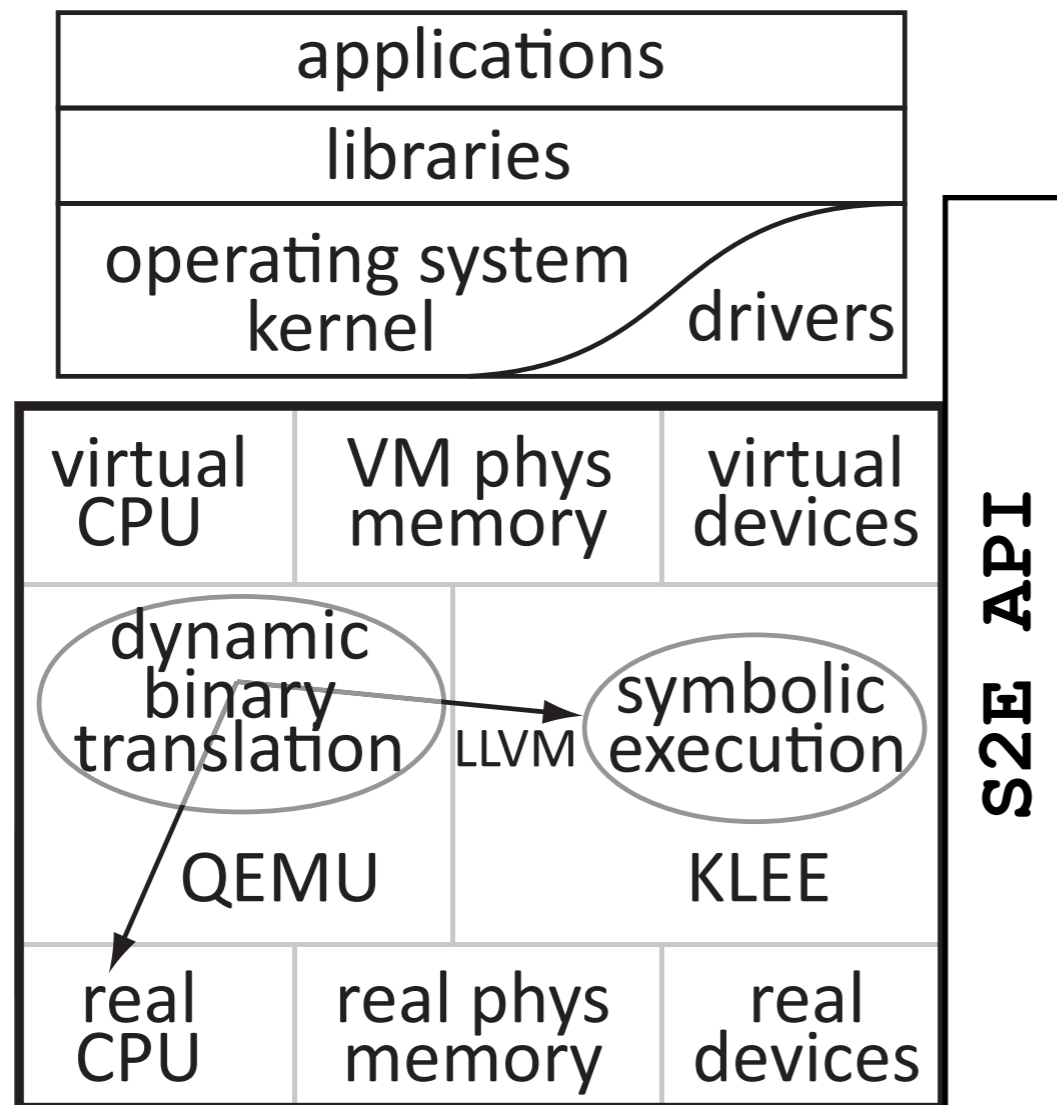 applications
libraries
operating system
kernel
drivers
virtual
CPU
VM phys
memory
virtual
devices
dynamic
binary
translation
LLVM
symbolic
execution
QEMU
KLEE
real
CPU
real phys
memory
real
devices
S2E API